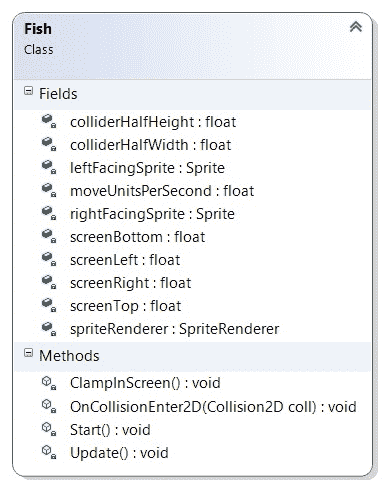 Fish
Class
Fields
colliderHalfHeight : float
colliderHalfWidth : float
leftFacingSprite : Sprite
moveUnitsPerSecond : float
rightFacingSprite : Sprite
screenBottom : float
screenLeft : float
screenRight : float
screenTop : float
spriteRenderer : SpriteRenderer
Methods
ClampInScreen() : void
OnCollisionEnter2D(Collision2D coll) : void
Start() : void
Update() : void